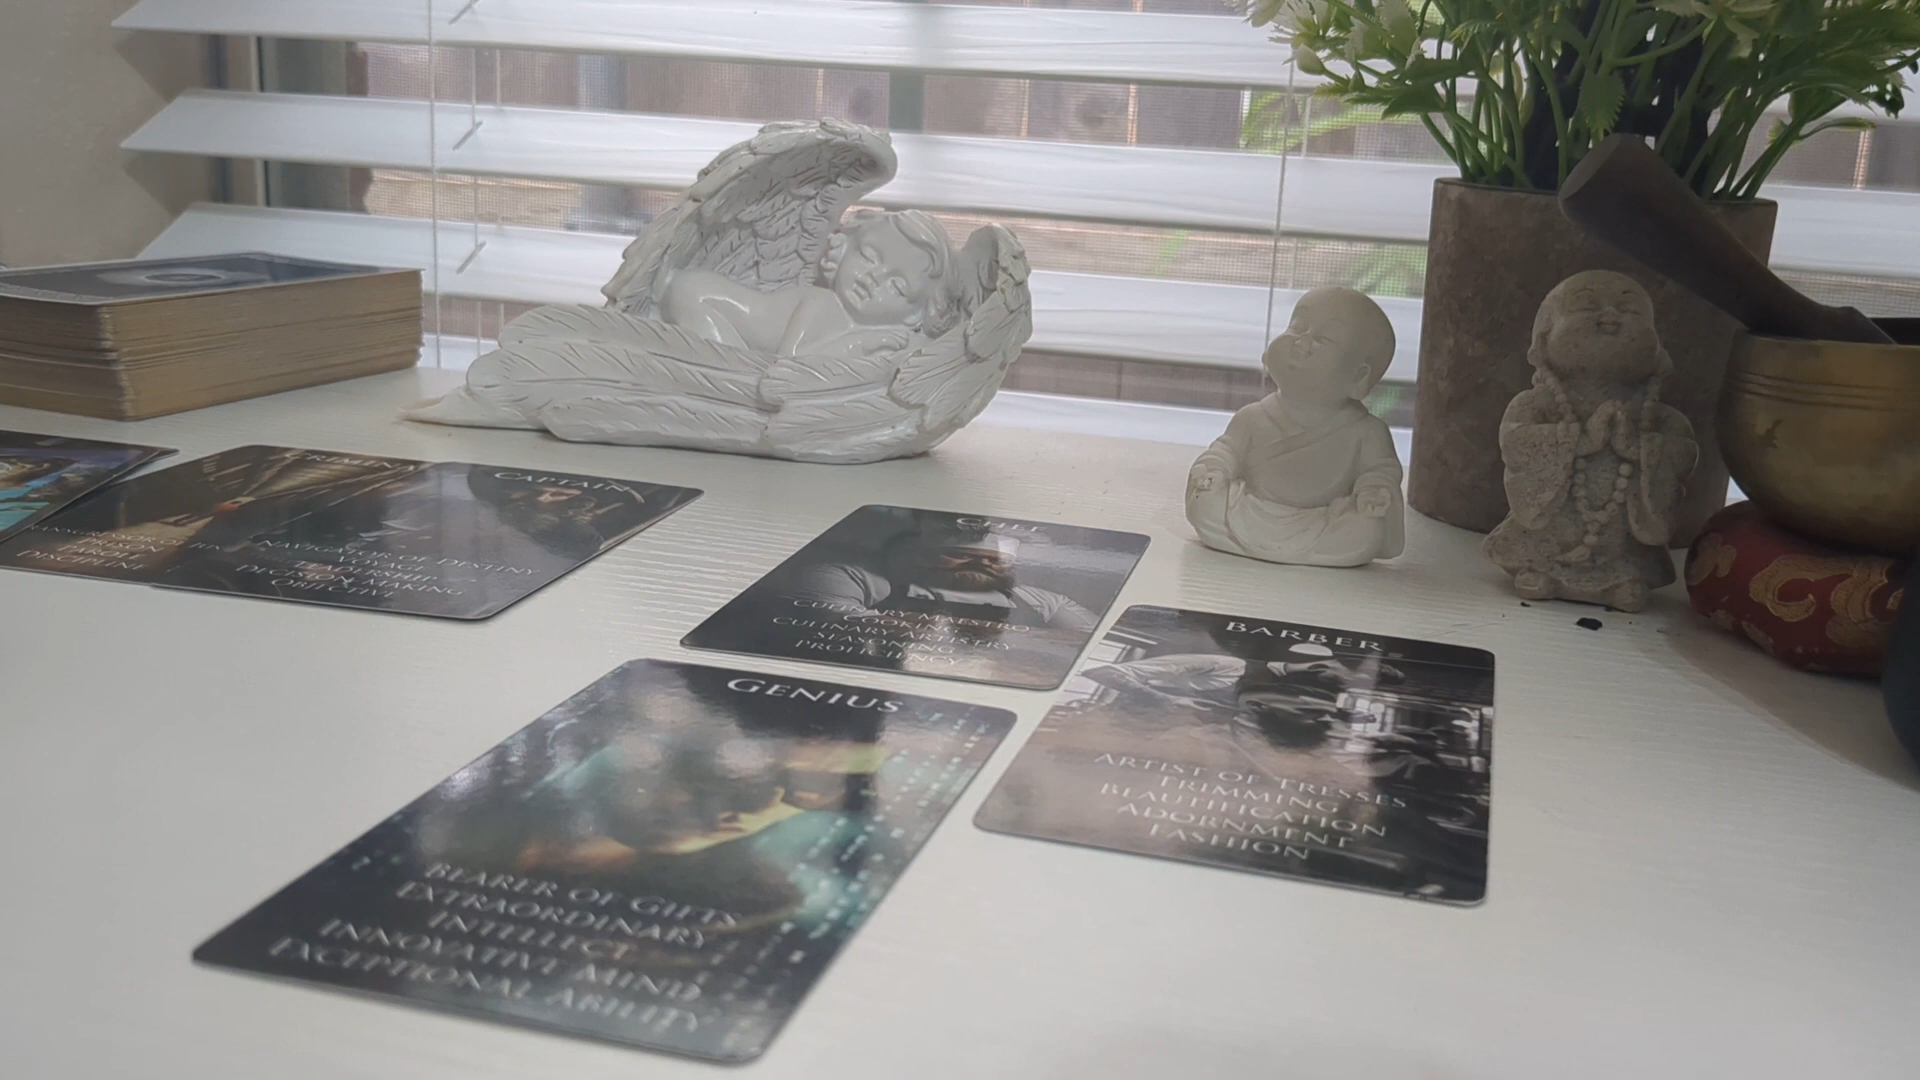 CRIMINA
DISCIPLINE
CAPTAIN
NAVIGATOR OF DESTINY
VOYAGE
LEADERSHIP
DECISION MAKING
OBJECTIVE
CHEF
CULINARY MAESTRO
COOKING
CULINARY ARTISTRY
SEASONING
PROFICIENCY
GENIUS
BEARER OF GIFTS
EXTRAORDINARY
INTELLECT
INNOVATIVE MIND
EXCEPTIONAL ABILITY
BARBER
ARTIST OF TRESSES
TRIMMING
BEAUTIFICATION
ADORNMENT
FASHION